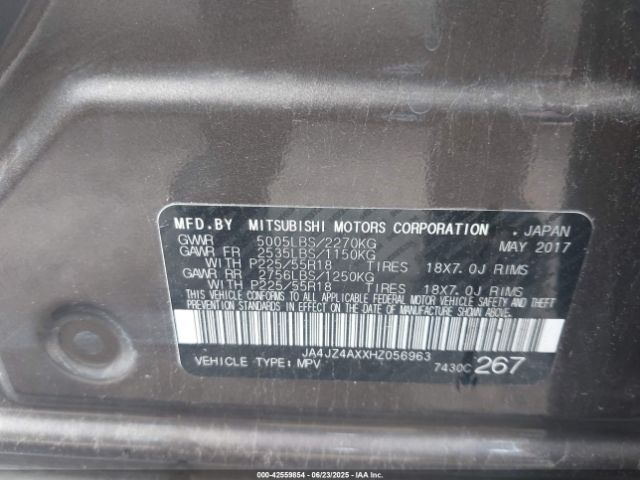 MFD.BY MITSUBISHI MOTORS CORPORATION . JAPAN
GVWR 5005LBS/2270KG MAY 2017
GAWR FR 2535LBS/1150KG
WITH P225/55R18 TIRES 18X7.0J RIMS
GAWR RR 2756LBS/1250KG
WITH P225/55R18 TIRES 18X7.0J RIMS
THIS VEHICLE CONFORMS TO ALL APPLICABLE FEDERAL MOTOR VEHICLE SAFETY AND THEFT
PREVENTION STANDARDS IN EFFECT ON THE DATE OF MANUFACTURE SHOWN ABOVE.
JA4JZ4AXXHZ056963
VEHICLE TYPE: MPV 7430C 267
000-42559854 - 06/23/2025 - IAA, Inc.